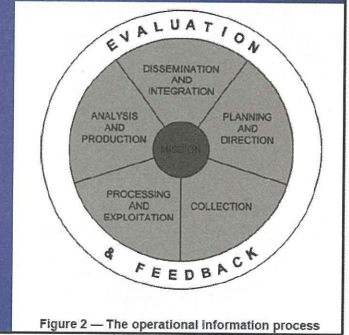 EVALUATION
DISSEMINATION
AND
INTEGRATION
PLANNING
AND
DIRECTION
COLLECTION
PROCESSING
AND
EXPLOITATION
ANALYSIS
AND
PRODUCTION
MISSION
& FEEDBACK
Figure 2 — The operational information process